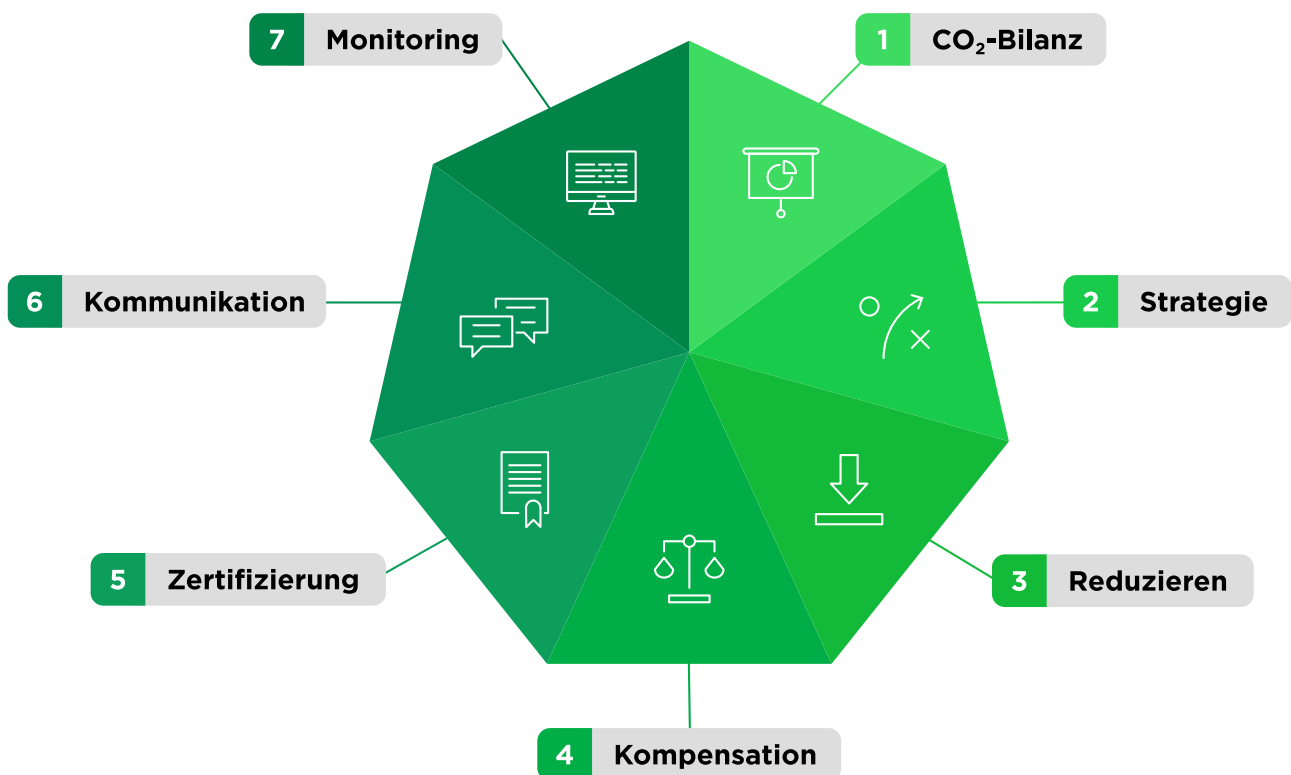 1 CO₂-Bilanz
2 Strategie
3 Reduzieren
4 Kompensation
5 Zertifizierung
6 Kommunikation
7 Monitoring